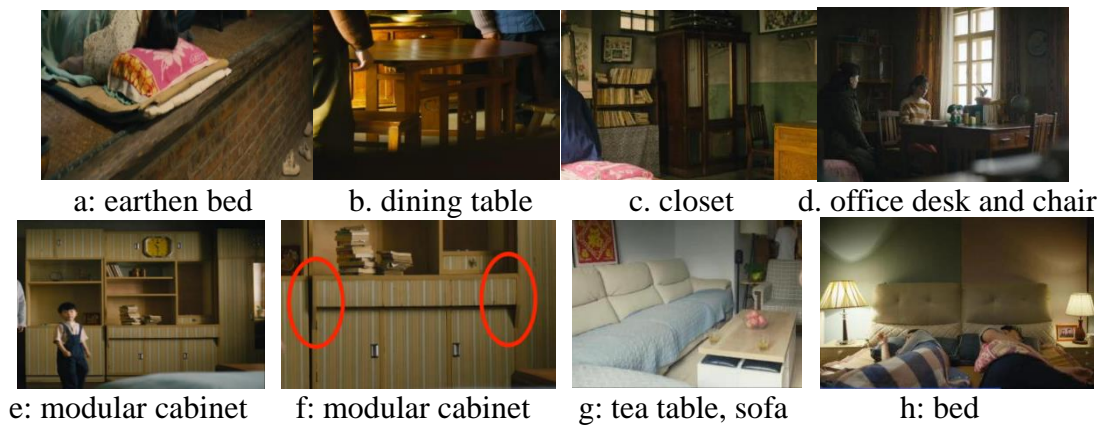 a: earthen bed
b. dining table
c. closet
d. office desk and chair
e: modular cabinet
f: modular cabinet
g: tea table, sofa
h: bed